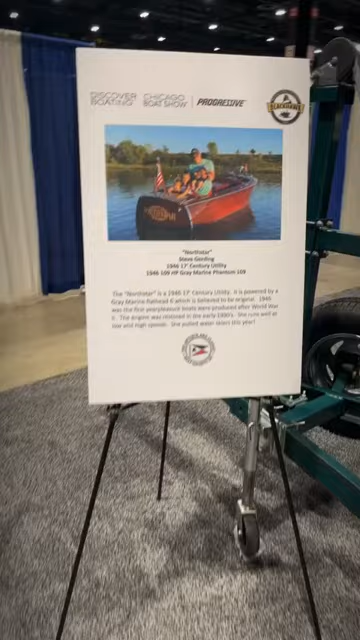 DISCOVER BOATING
CHICAGO BOAT SHOW
PROGRESSIVE
"Northstar"
Steve Gerding
1946 17' Century Utility
1946 109 HP Gray Marine Phantom 109
The "Northstar" is a 1946 17' Century Utility. It is powered by a
Gray Marine flathead 6 which is believed to be original. 1946
was the first year pleasure boats were produced after World War
II. The engine was restored in the early 1990's. She runs well at
low and high speeds. She pulled water skiers this year!